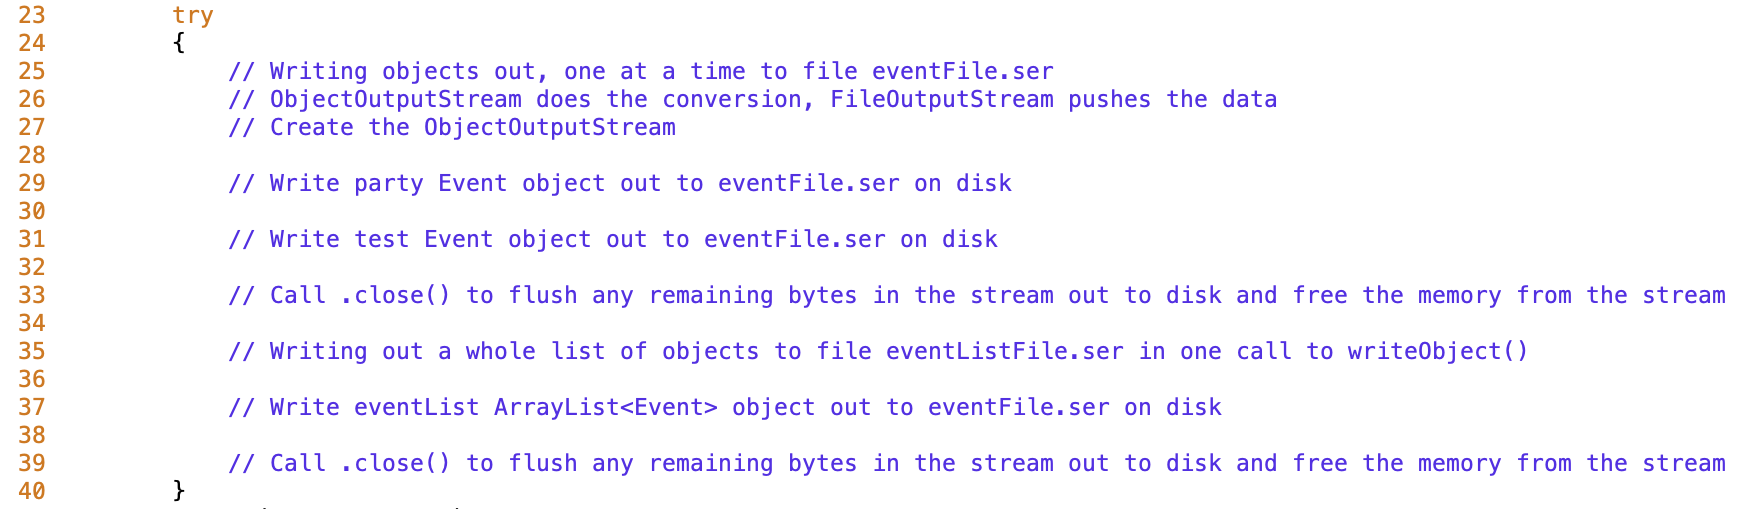 23 try
24 {
25 // Writing objects out, one at a time to file eventFile.ser
26 // ObjectOutputStream does the conversion, FileOutputStream pushes the data
27 // Create the ObjectOutputStream
28
29 // Write party Event object out to eventFile.ser on disk
30
31 // Write test Event object out to eventFile.ser on disk
32
33 // Call .close() to flush any remaining bytes in the stream out to disk and free the memory from the stream
34
35 // Writing out a whole list of objects to file eventListFile.ser in one call to writeObject()
36
37 // Write eventList ArrayList<Event> object out to eventFile.ser on disk
38
39 // Call .close() to flush any remaining bytes in the stream out to disk and free the memory from the stream
40 }